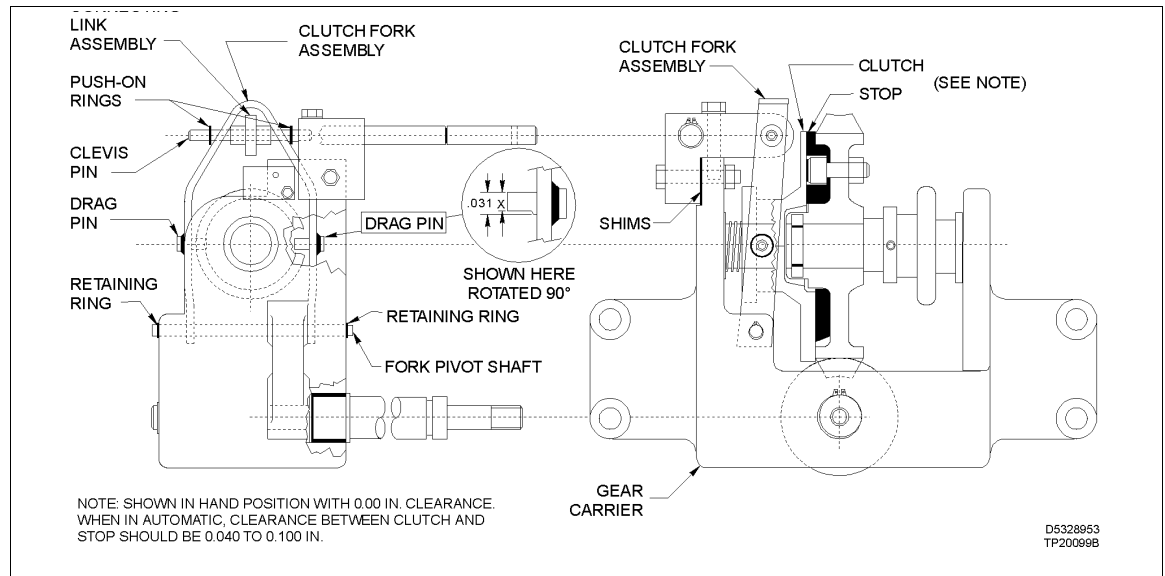 LINK
ASSEMBLY
CLUTCH FORK
ASSEMBLY
PUSH-ON
RINGS
CLEVIS
PIN
DRAG
PIN
RETAINING
RING
.031 X
DRAG PIN
SHOWN HERE
ROTATED 90°
RETAINING RING
FORK PIVOT SHAFT
CLUTCH FORK
ASSEMBLY
CLUTCH
STOP
(SEE NOTE)
SHIMS
GEAR
CARRIER
NOTE: SHOWN IN HAND POSITION WITH 0.00 IN. CLEARANCE.
WHEN IN AUTOMATIC, CLEARANCE BETWEEN CLUTCH AND
STOP SHOULD BE 0.040 TO 0.100 IN.
D5328953
TP20099B